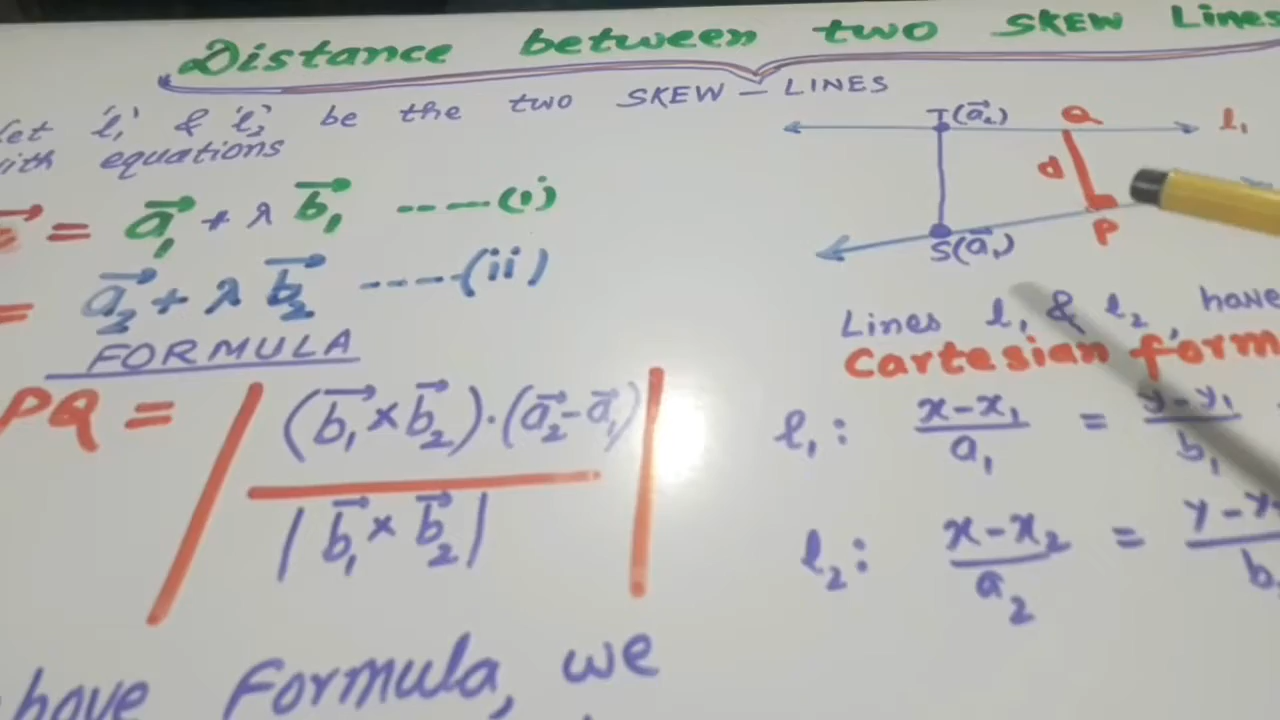 Distance between two SKEW Lines
let 'l₁' & 'l₂' be the two SKEW-LINES
with equations
= a⃗₁ + λ b⃗₁ -----(i)
= a⃗₂ + λ b⃗₂ -----(ii)
FORMULA
PQ = | (b⃗₁ × b⃗₂) · (a⃗₂ - a⃗₁) / |b⃗₁ × b⃗₂| |
have Formula, we
T(a⃗₂) Q l₁
d
S(a⃗₁) P
Lines l₁ & l₂, have
Cartesian form
l₁: x-x₁/a₁ = y-y₁/b₁
l₂: x-x₂/a₂ = y-y/b